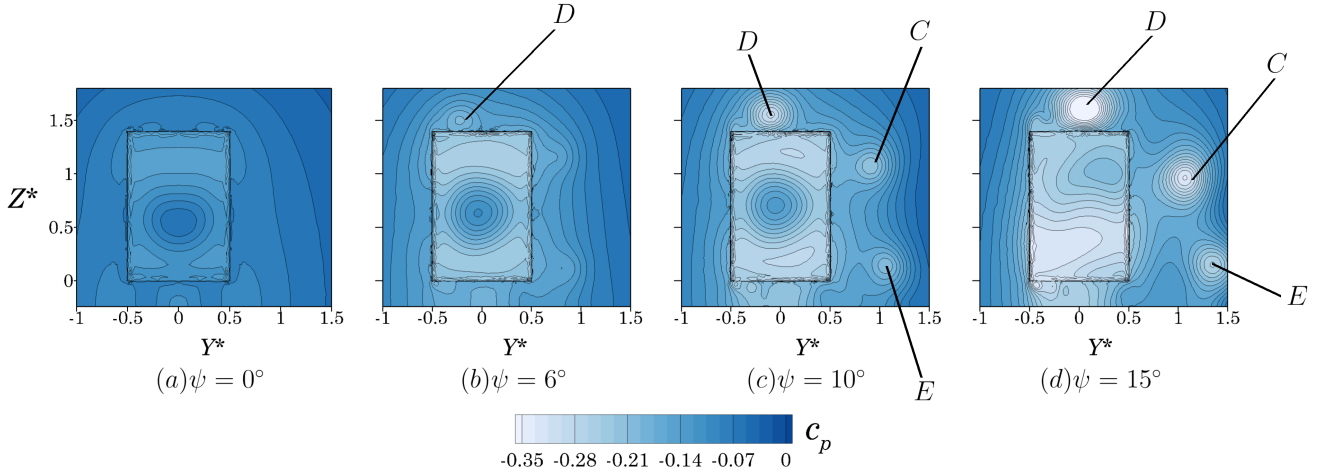 D
D
C
D
C
1.5
1
0.5
0
Z*
-1 -0.5 0 0.5 1 1.5
-1 -0.5 0 0.5 1 1.5
-1 -0.5 0 0.5 1 1.5
-1 -0.5 0 0.5 1 1.5
E
E
Y* Y* Y* Y*
(a)ψ = 0° (b)ψ = 6° (c)ψ = 10° (d)ψ = 15°
-0.35 -0.28 -0.21 -0.14 -0.07 0
c_p